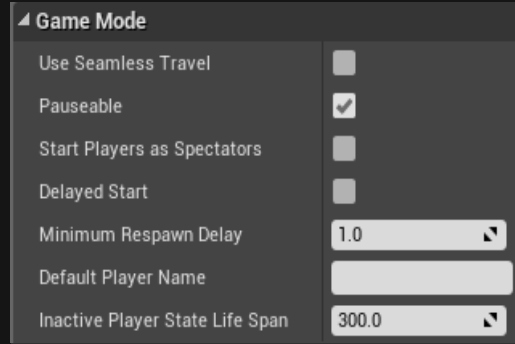 Game Mode
Use Seamless Travel
Pauseable
Start Players as Spectators
Delayed Start
Minimum Respawn Delay 1.0
Default Player Name
Inactive Player State Life Span 300.0